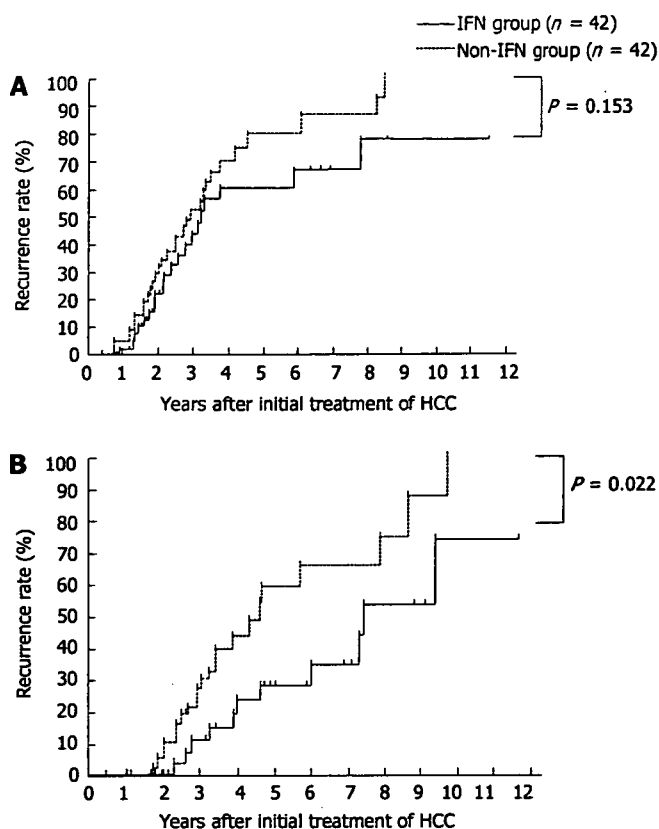 IFN group (n = 42)
Non-IFN group (n = 42)
A
100
90
80
70
60
50
40
30
20
10
0
Recurrence rate (%)
P = 0.153
0 1 2 3 4 5 6 7 8 9 10 11 12
Years after initial treatment of HCC
B
100
90
80
70
60
50
40
30
20
10
0
Recurrence rate (%)
P = 0.022
0 1 2 3 4 5 6 7 8 9 10 11 12
Years after initial treatment of HCC